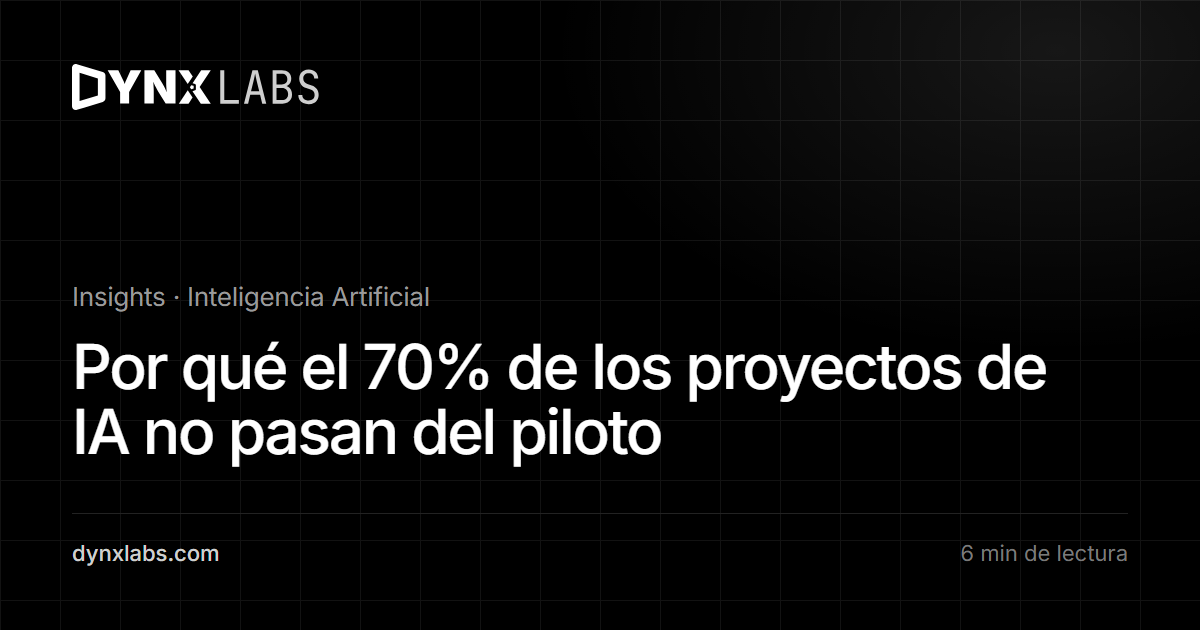 DYNX LABS
Insights · Inteligencia Artificial
Por qué el 70% de los proyectos de
IA no pasan del piloto
dynxlabs.com
6 min de lectura